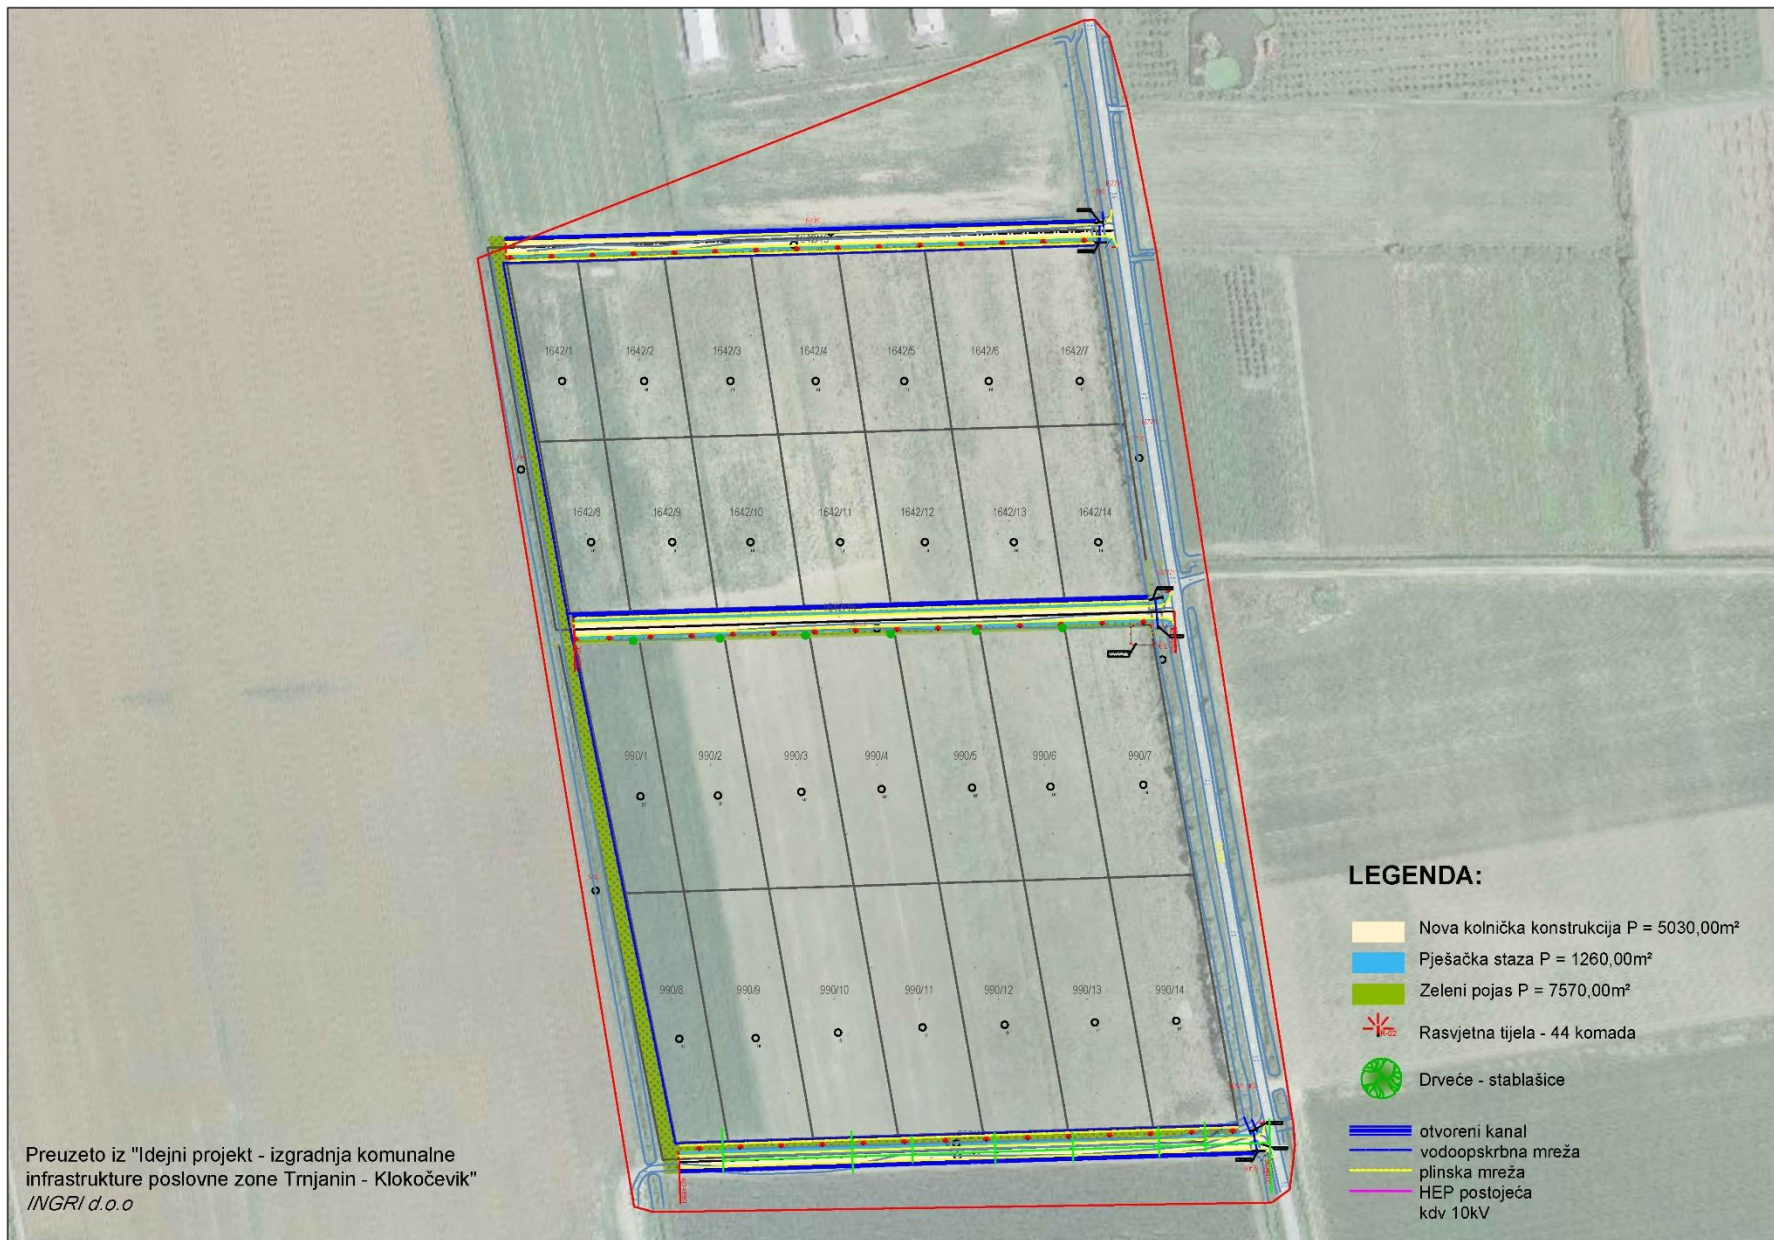 1642/1 1642/2 1642/3 1642/4 1642/5 1642/6 1642/7
1642/8 1642/9 1642/10 1642/11 1642/12 1642/13 1642/14
990/1 990/2 990/3 990/4 990/5 990/6 990/7
990/8 990/9 990/10 990/11 990/12 990/13 990/14
LEGENDA:
Nova kolnička konstrukcija P = 5030,00m²
Pješačka staza P = 1260,00m²
Zeleni pojas P = 7570,00m²
Rasvjetna tijela - 44 komada
Drveće - stablašice
otvoreni kanal
vodoopskrbna mreža
plinska mreža
HEP postojeća
kdv 10kV
Preuzeto iz "Idejni projekt - izgradnja komunalne
infrastrukture poslovne zone Trnjanin - Klokočevik"
INGRI d.o.o